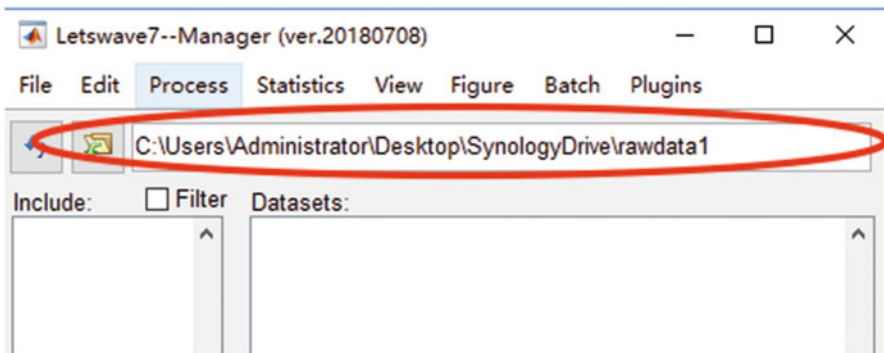 Letswave7--Manager (ver.20180708)
File Edit Process Statistics View Figure Batch Plugins
C:\Users\Administrator\Desktop\SynologyDrive\rawdata1
Include: Filter Datasets: